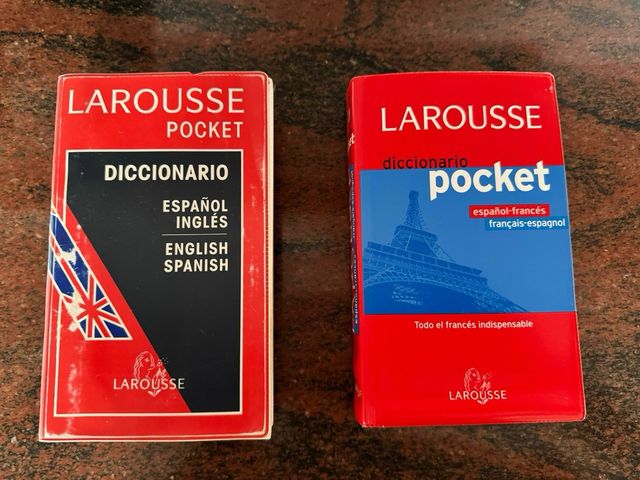 LAROUSSE
POCKET
DICCIONARIO
ESPAÑOL
INGLÉS
ENGLISH
SPANISH
LAROUSSE
LAROUSSE
diccionario
pocket
español-francés
français-espagnol
Todo el francés indispensable
LAROUSSE